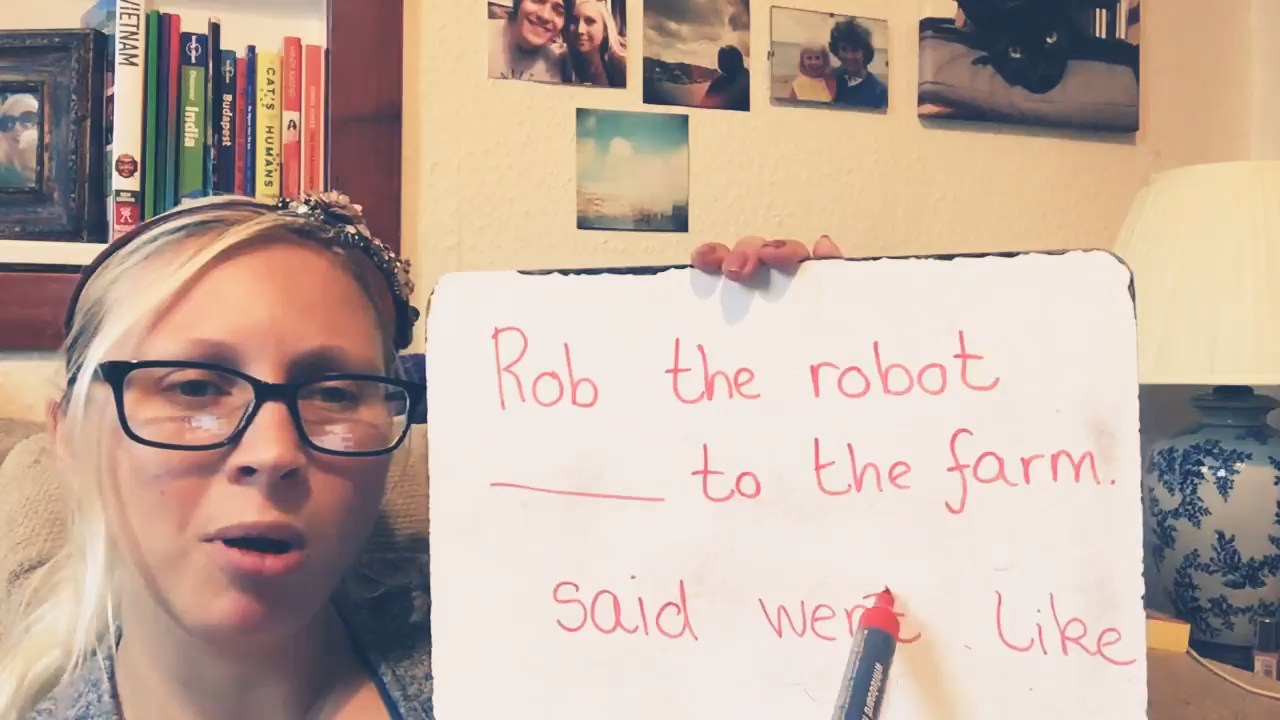 VIETNAM
India
Budapest
CAT'S HUMANS
Rob the robot
____ to the farm.
said went like